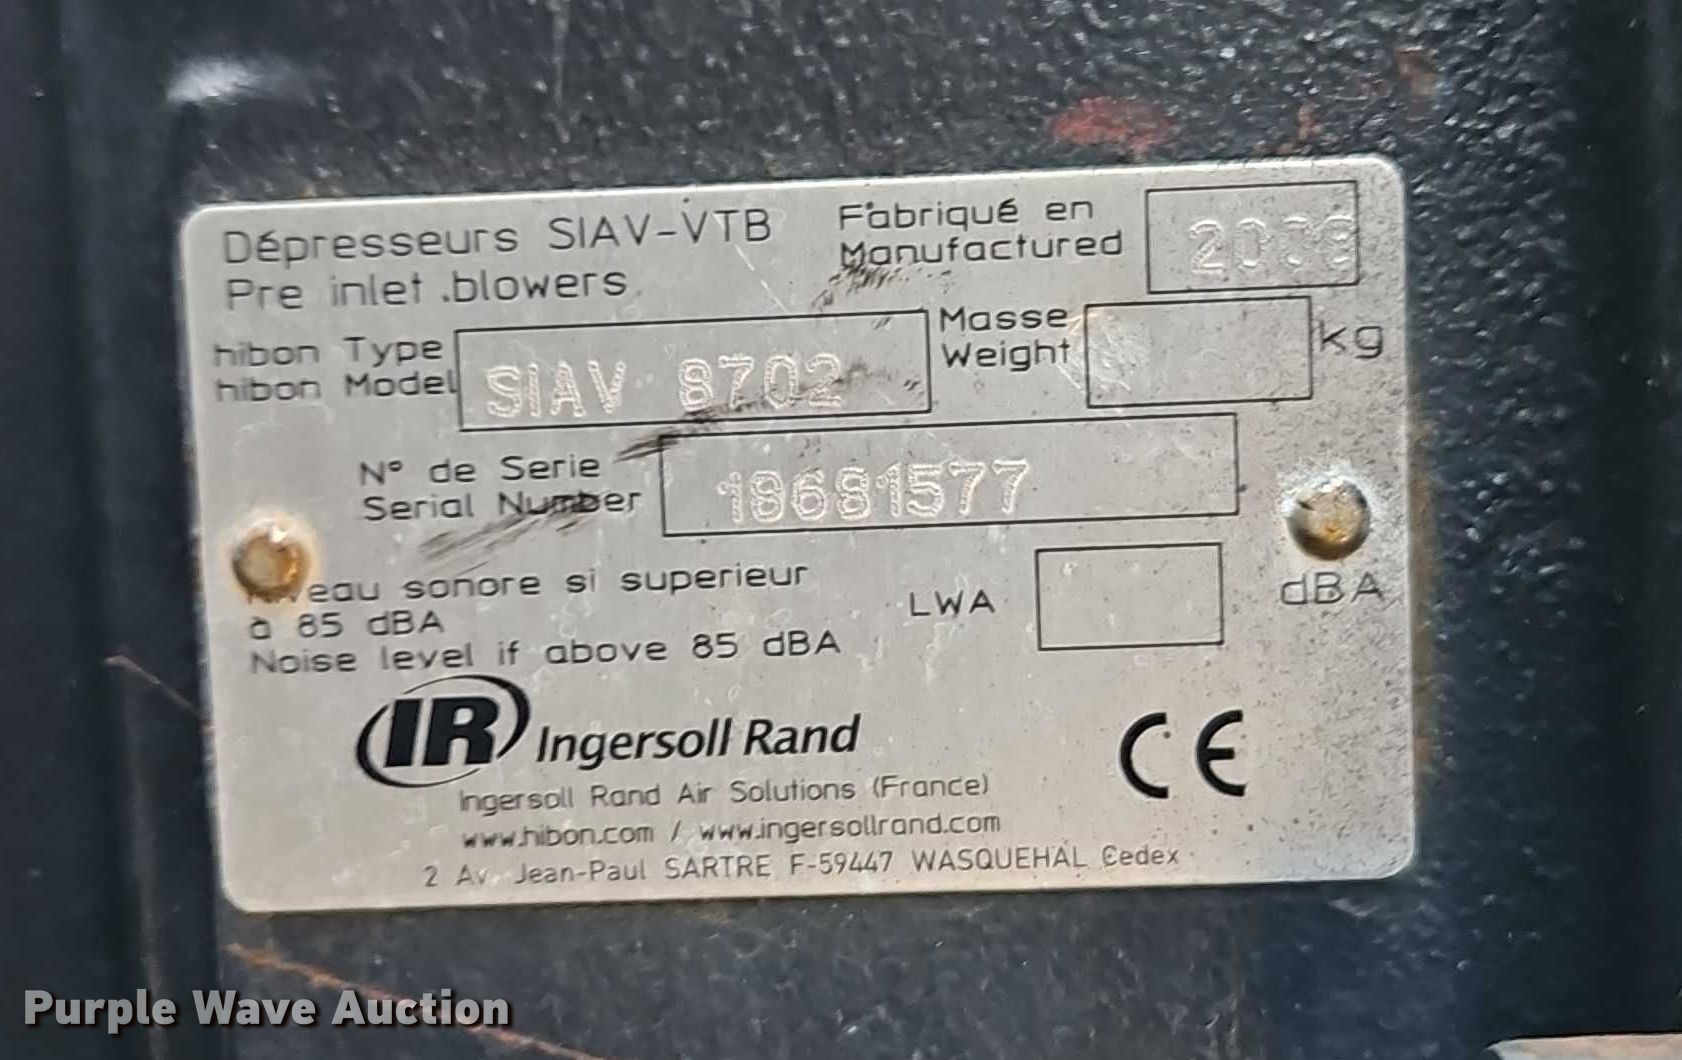 Dépresseurs SIAV-VTB
Pre inlet blowers
Fabriqué en
Manufactured
hibon Type
hibon Model
SIAV 8702
Masse
Weight
kg
N° de Serie
Serial Number
18681577
Niveau sonore si superieur
à 85 dBA
Noise level if above 85 dBA
LWA
dBA
IR Ingersoll Rand
CE
Ingersoll Rand Air Solutions (France)
www.hibon.com / www.ingersollrand.com
2 Av. Jean-Paul SARTRE F-59447 WASQUEHAL Cedex
Purple Wave Auction